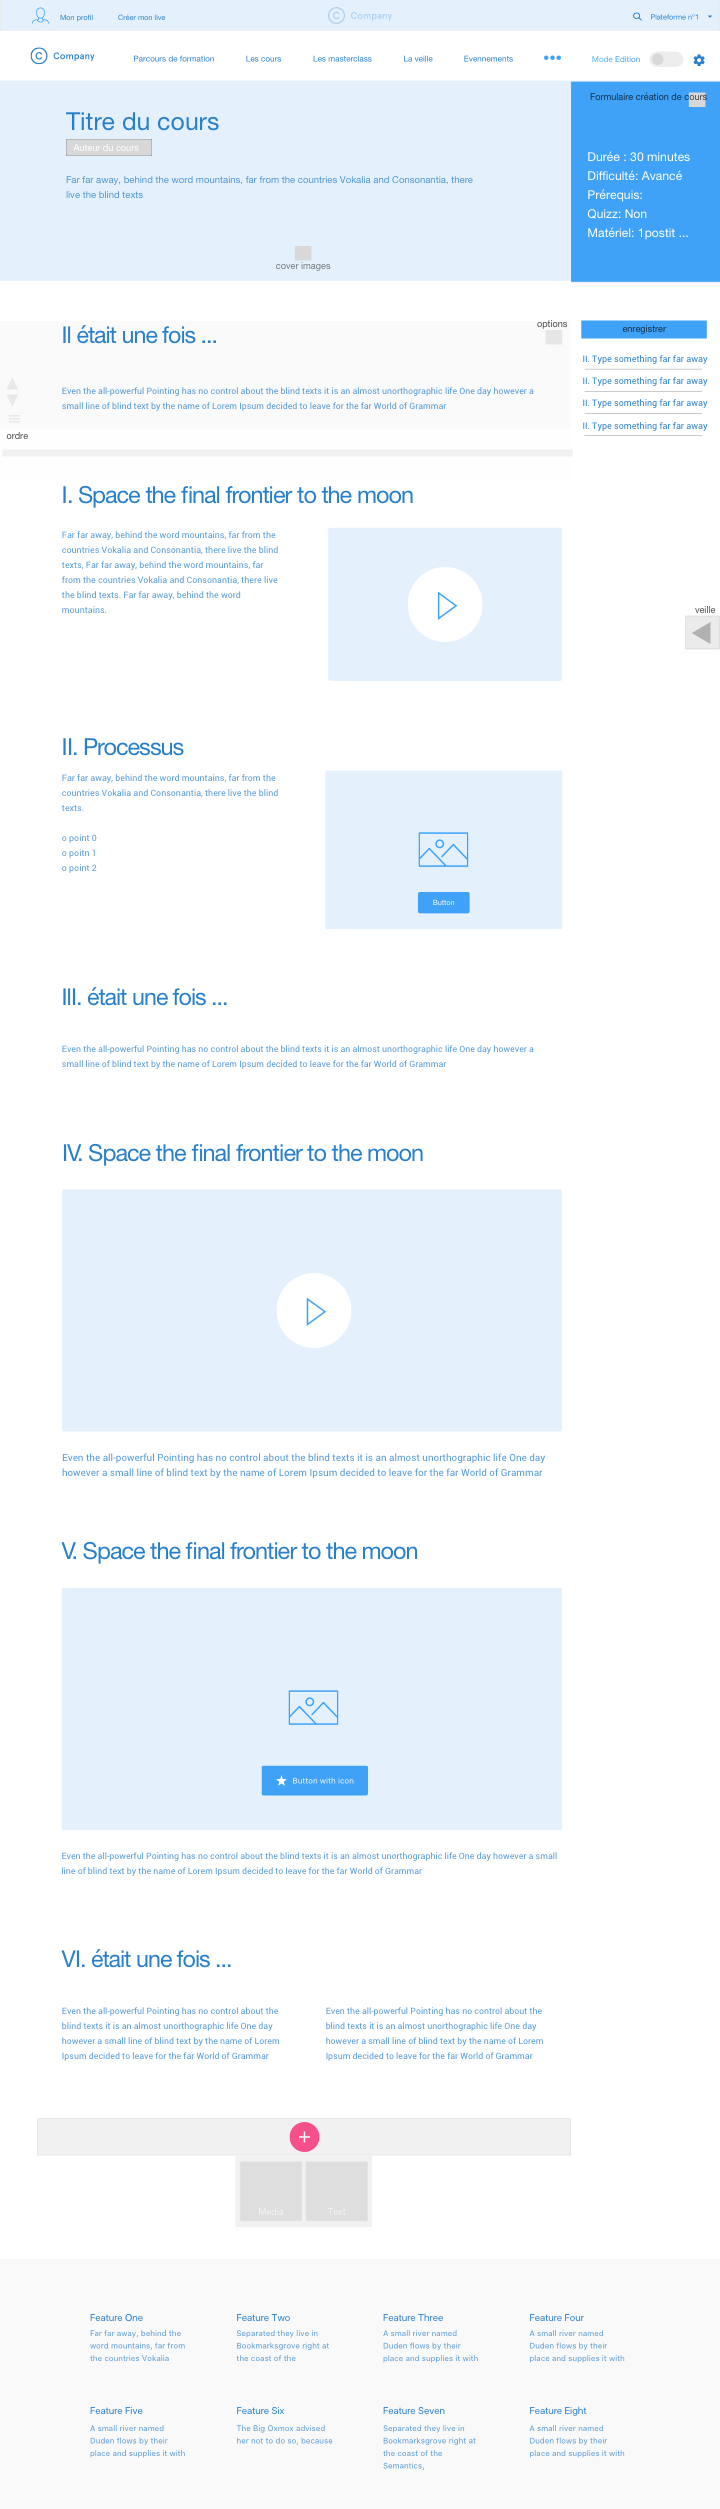 Mon profil
Créer mon live
Company
Plateforme n°1
Company
Parcours de formation
Les cours
Les masterclass
La veille
Evennements
Mode Edition
Titre du cours
Auteur du cours
Far far away, behind the word mountains, far from the countries Vokalia and Consonantia, there
live the blind texts
cover images
Formulaire création de cours
Durée : 30 minutes
Difficulté: Avancé
Prérequis:
Quizz: Non
Matériel: 1postit ...
Il était une fois ...
options
Even the all-powerful Pointing has no control about the blind texts it is an almost unorthographic life One day however a
small line of blind text by the name of Lorem Ipsum decided to leave for the far World of Grammar
ordre
enregistrer
II. Type something far far away
II. Type something far far away
II. Type something far far away
II. Type something far far away
I. Space the final frontier to the moon
Far far away, behind the word mountains, far from the
countries Vokalia and Consonantia, there live the blind
texts, Far far away, behind the word mountains, far
from the countries Vokalia and Consonantia, there live
the blind texts. Far far away, behind the word
mountains.
veille
II. Processus
Far far away, behind the word mountains, far from the
countries Vokalia and Consonantia, there live the blind
texts.
o point 0
o poitn 1
o point 2
Button
III. était une fois ...
Even the all-powerful Pointing has no control about the blind texts it is an almost unorthographic life One day however a
small line of blind text by the name of Lorem Ipsum decided to leave for the far World of Grammar
IV. Space the final frontier to the moon
Even the all-powerful Pointing has no control about the blind texts it is an almost unorthographic life One day
however a small line of blind text by the name of Lorem Ipsum decided to leave for the far World of Grammar
V. Space the final frontier to the moon
Button with icon
Even the all-powerful Pointing has no control about the blind texts it is an almost unorthographic life One day however a small
line of blind text by the name of Lorem Ipsum decided to leave for the far World of Grammar
VI. était une fois ...
Even the all-powerful Pointing has no control about the
blind texts it is an almost unorthographic life One day
however a small line of blind text by the name of Lorem
Ipsum decided to leave for the far World of Grammar
Even the all-powerful Pointing has no control about the
blind texts it is an almost unorthographic life One day
however a small line of blind text by the name of Lorem
Ipsum decided to leave for the far World of Grammar
Media
Text
Feature One
Far far away, behind the
word mountains, far from
the countries Vokalia
Feature Two
Separated they live in
Bookmarksgrove right at
the coast of the
Feature Three
A small river named
Duden flows by their
place and supplies it with
Feature Four
A small river named
Duden flows by their
place and supplies it with
Feature Five
A small river named
Duden flows by their
place and supplies it with
Feature Six
The Big Oxmox advised
her not to do so, because
Feature Seven
Separated they live in
Bookmarksgrove right at
the coast of the
Semantics,
Feature Eight
A small river named
Duden flows by their
place and supplies it with